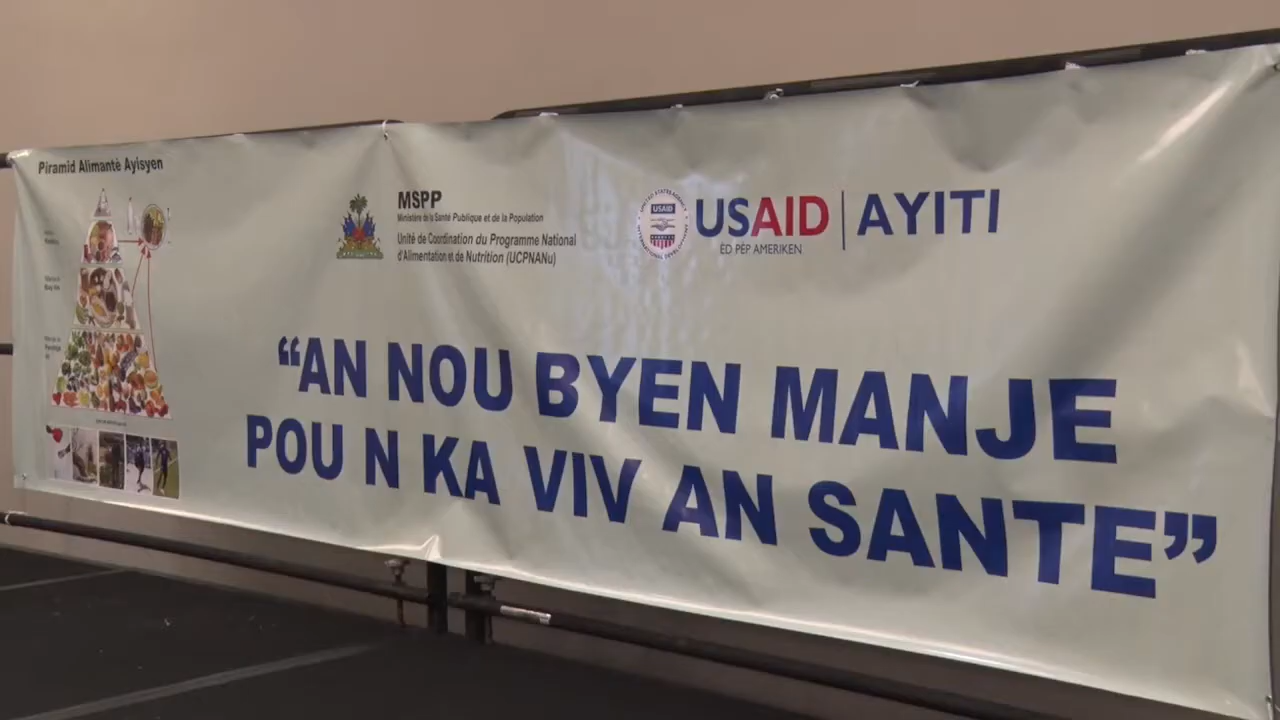 Piramid Alimantè Ayisyen
MSPP
Ministère de la Santé Publique et de la Population
Unité de Coordination du Programme National
d'Alimentation et de Nutrition (UCPNANu)
USAID
USAID | AYITI
ÈD PÈP AMERIKEN
“AN NOU BYEN MANJE
POU N KA VIV AN SANTE”